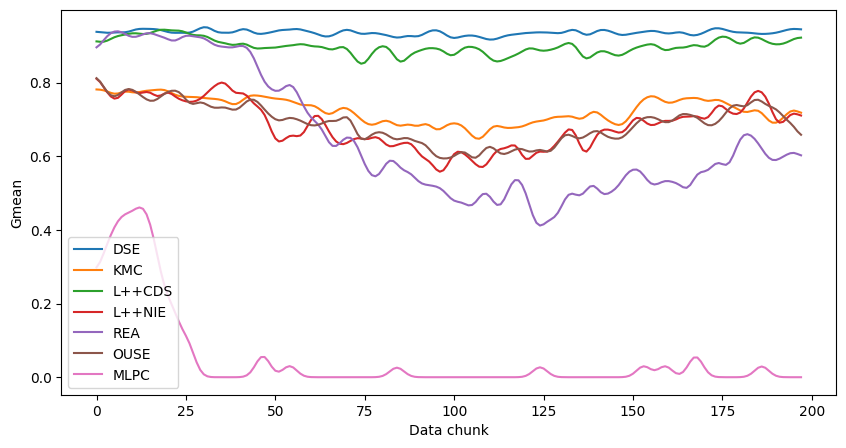 Gmean
0.8
0.6
0.4
0.2
0.0
DSE
KMC
L++CDS
L++NIE
REA
OUSE
MLPC
0
25
50
75
100
125
150
175
200
Data chunk